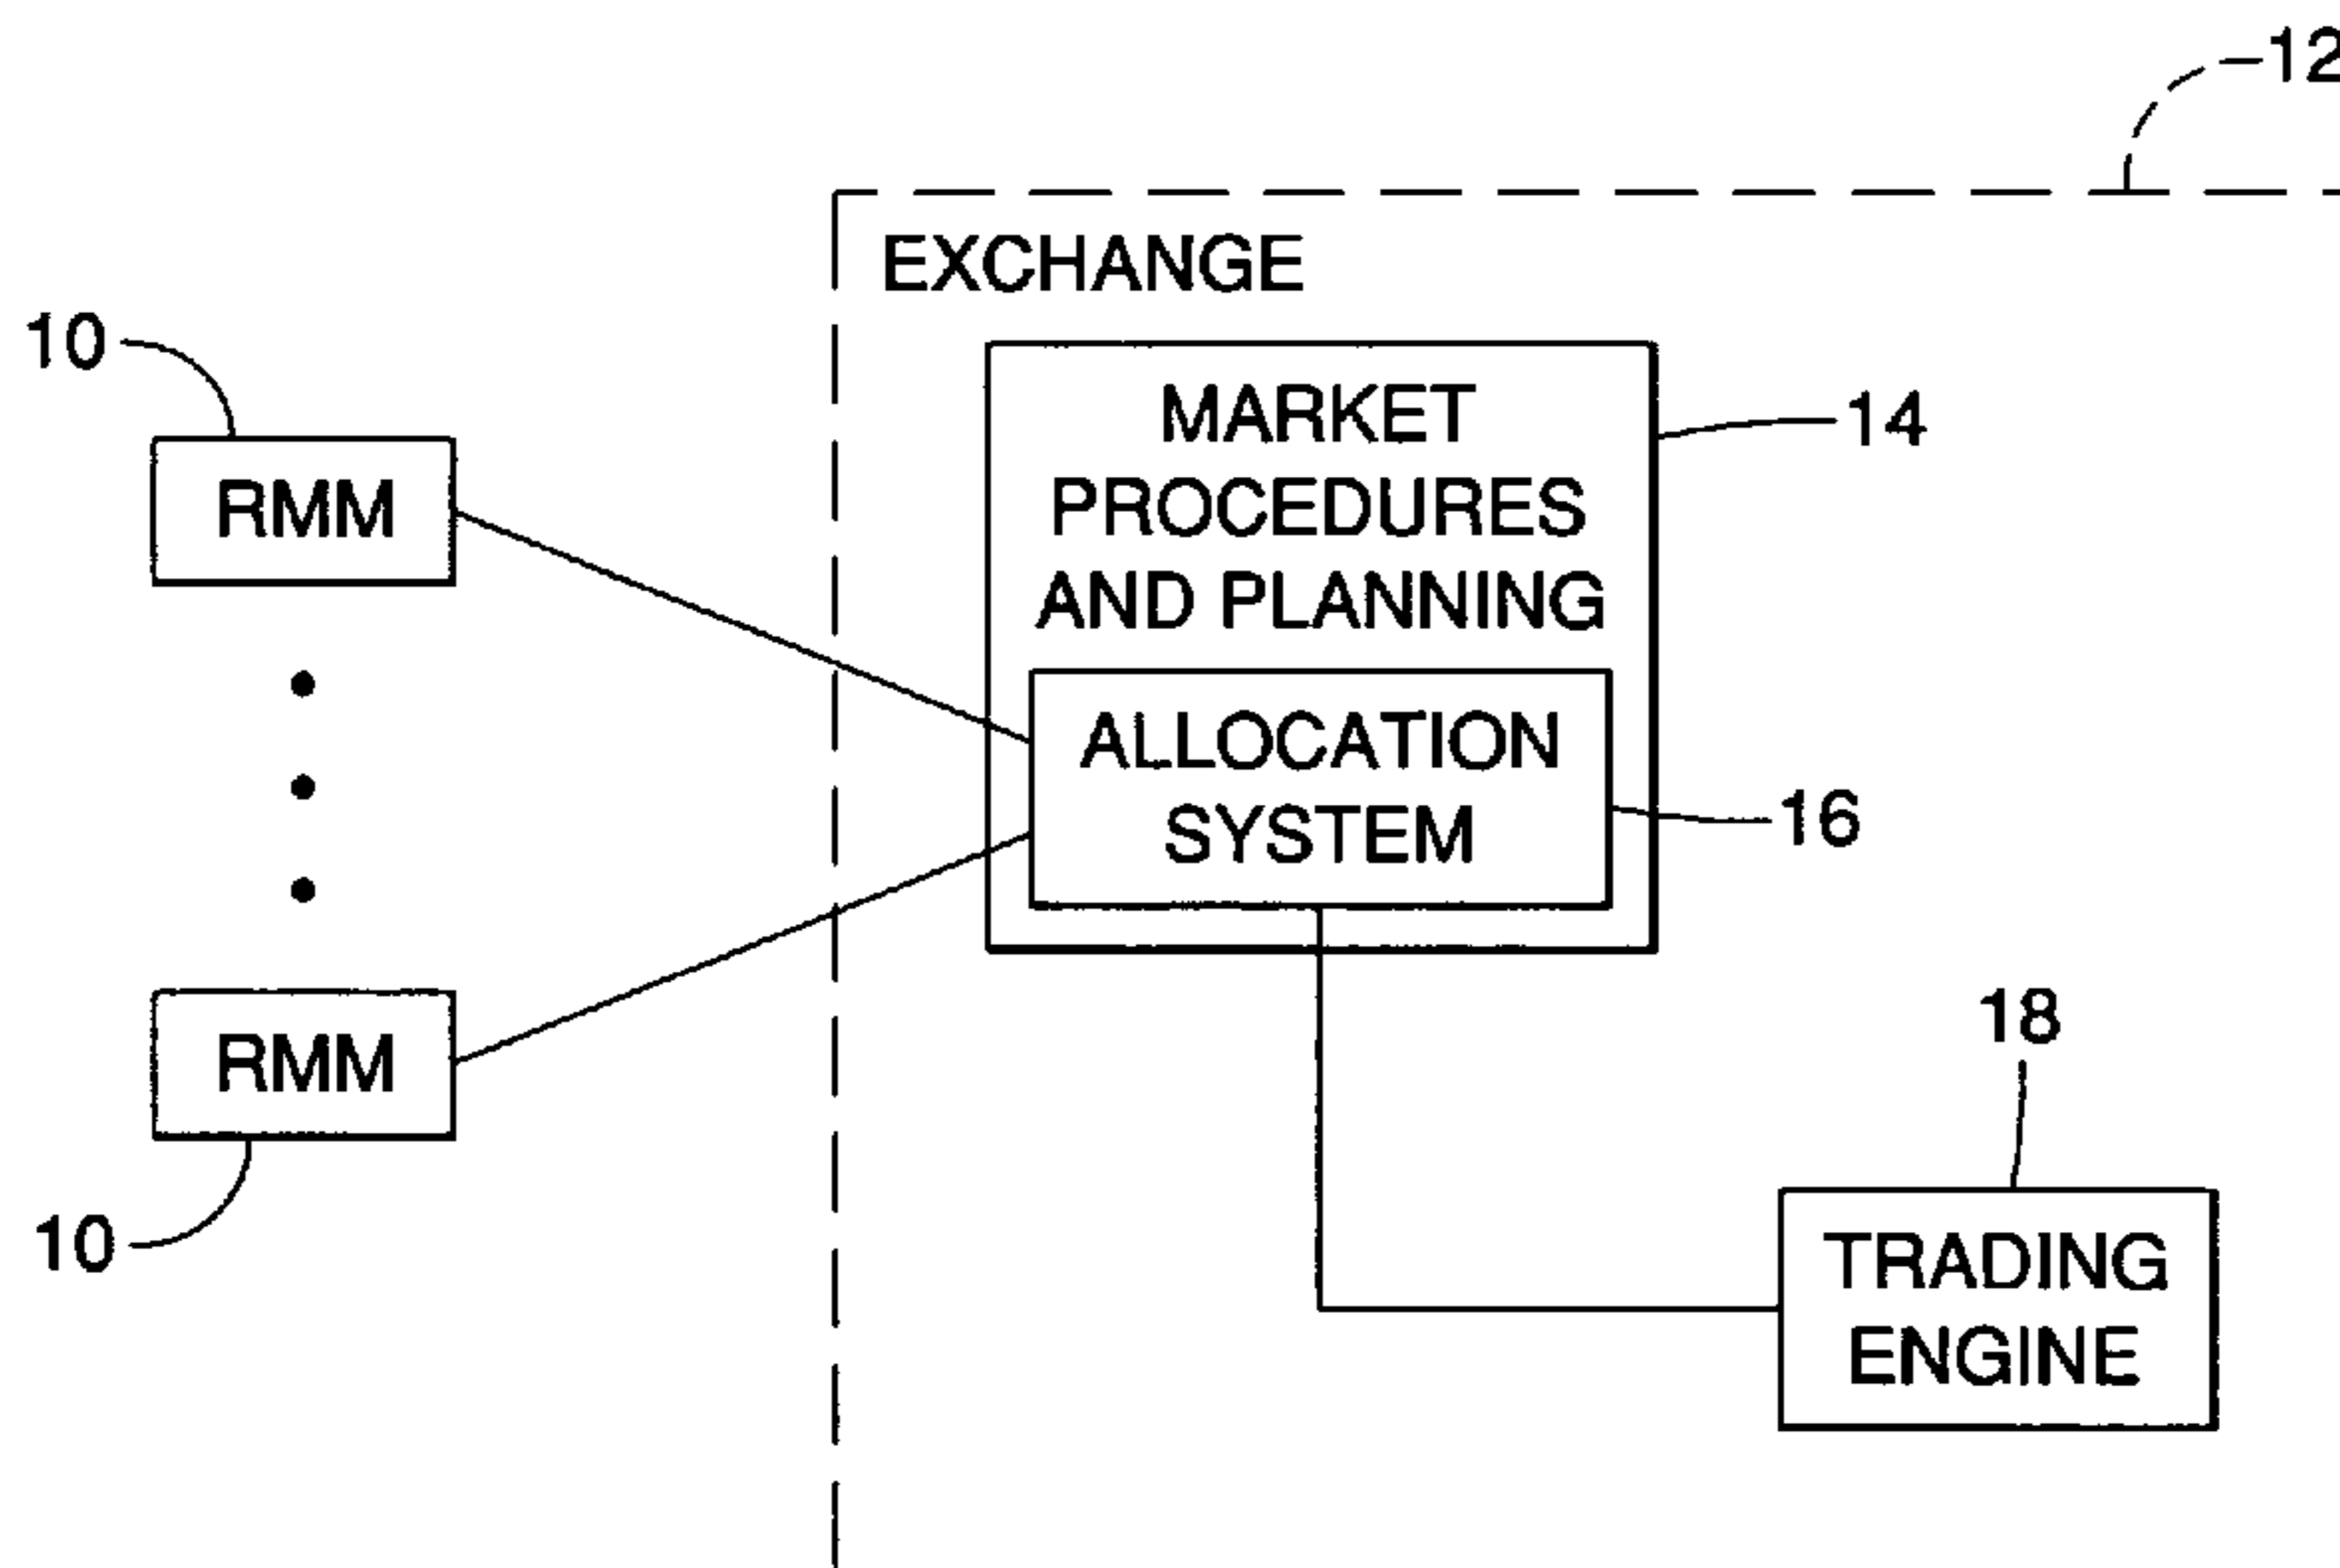 12
EXCHANGE
10
MARKET
PROCEDURES
AND PLANNING
14
RMM
ALLOCATION
SYSTEM
16
RMM
10
18
TRADING
ENGINE